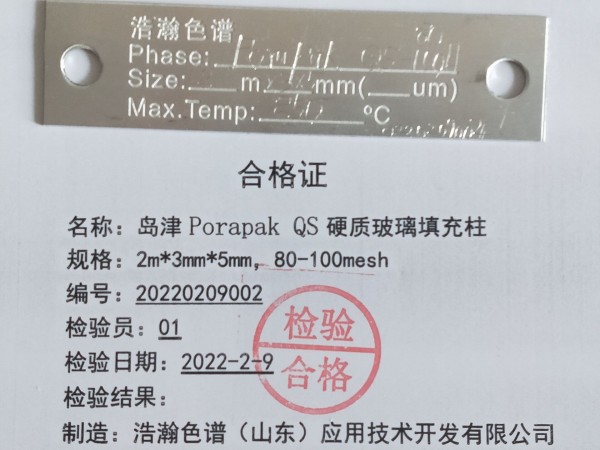 浩瀚色谱
Phase:
Size: m mm( um)
Max.Temp: °C
合格证
名称：岛津 Porapak QS 硬质玻璃填充柱
规格：2m*3mm*5mm，80-100mesh
编号：20220209002
检验员：01
检验日期：2022-2-9
检验结果：
检验
合格
制造：浩瀚色谱（山东）应用技术开发有限公司